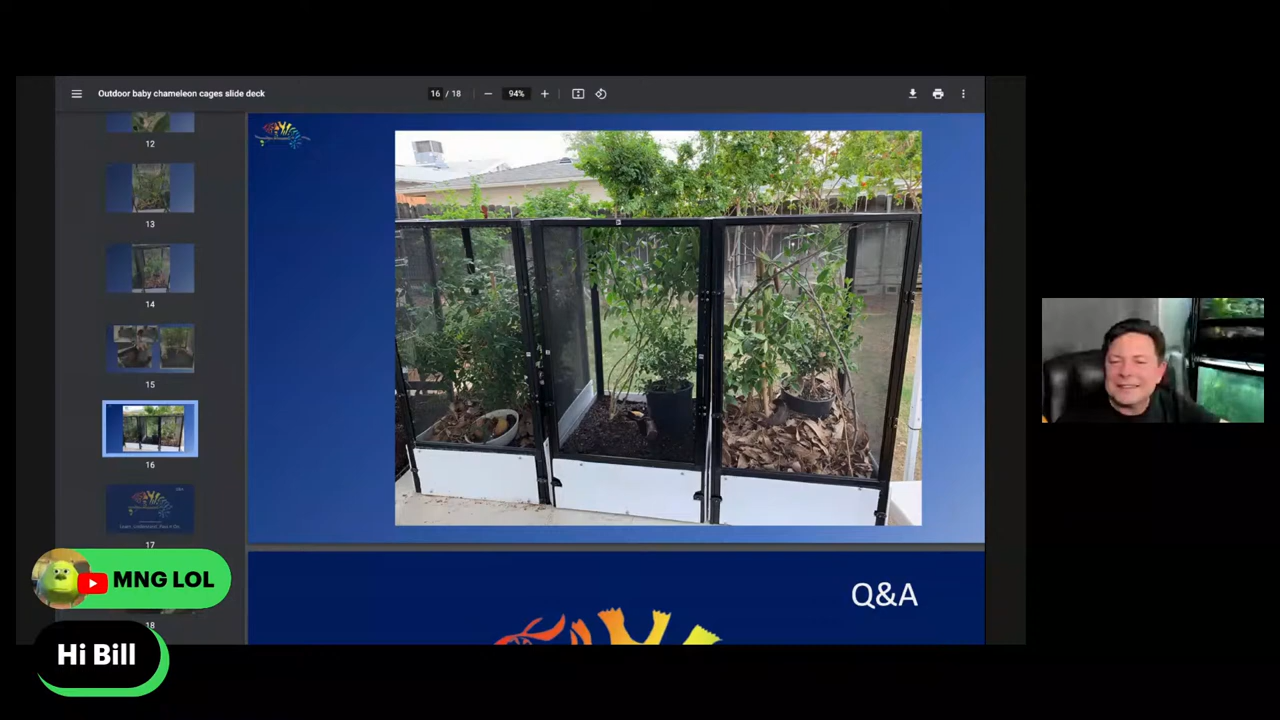 Outdoor baby chameleon cages slide deck
16 / 18
94%
12
13
14
15
16
Q&A
17
18
Q&A
MNG LOL
Hi Bill